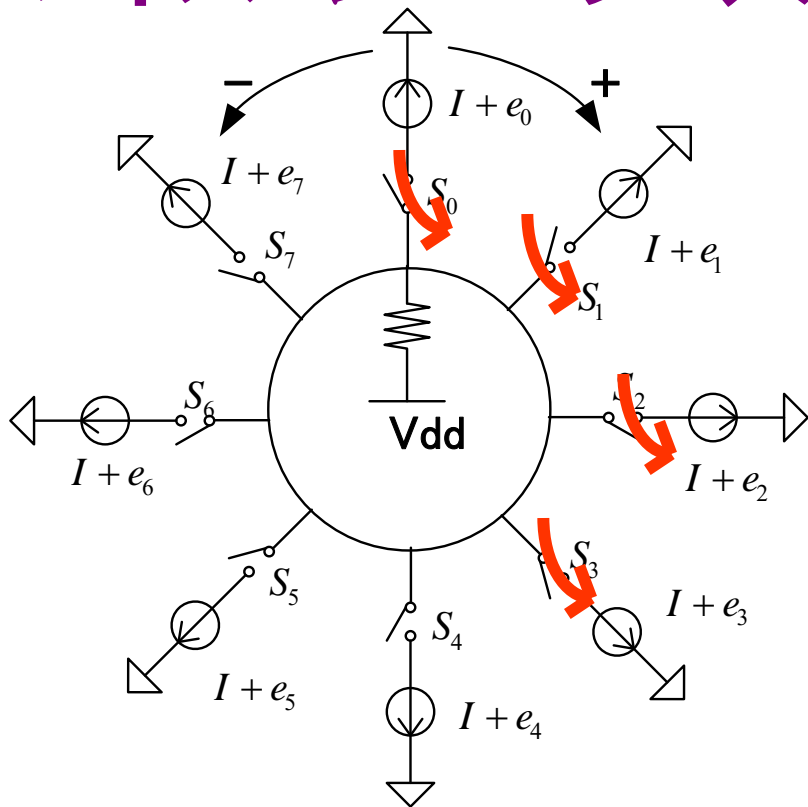 − +
I + e₀
I + e₇
S₀
I + e₁
S₇
S₁
S₆
S₂
Vdd
I + e₆
I + e₂
S₅
S₃
I + e₃
S₄
I + e₅
I + e₄